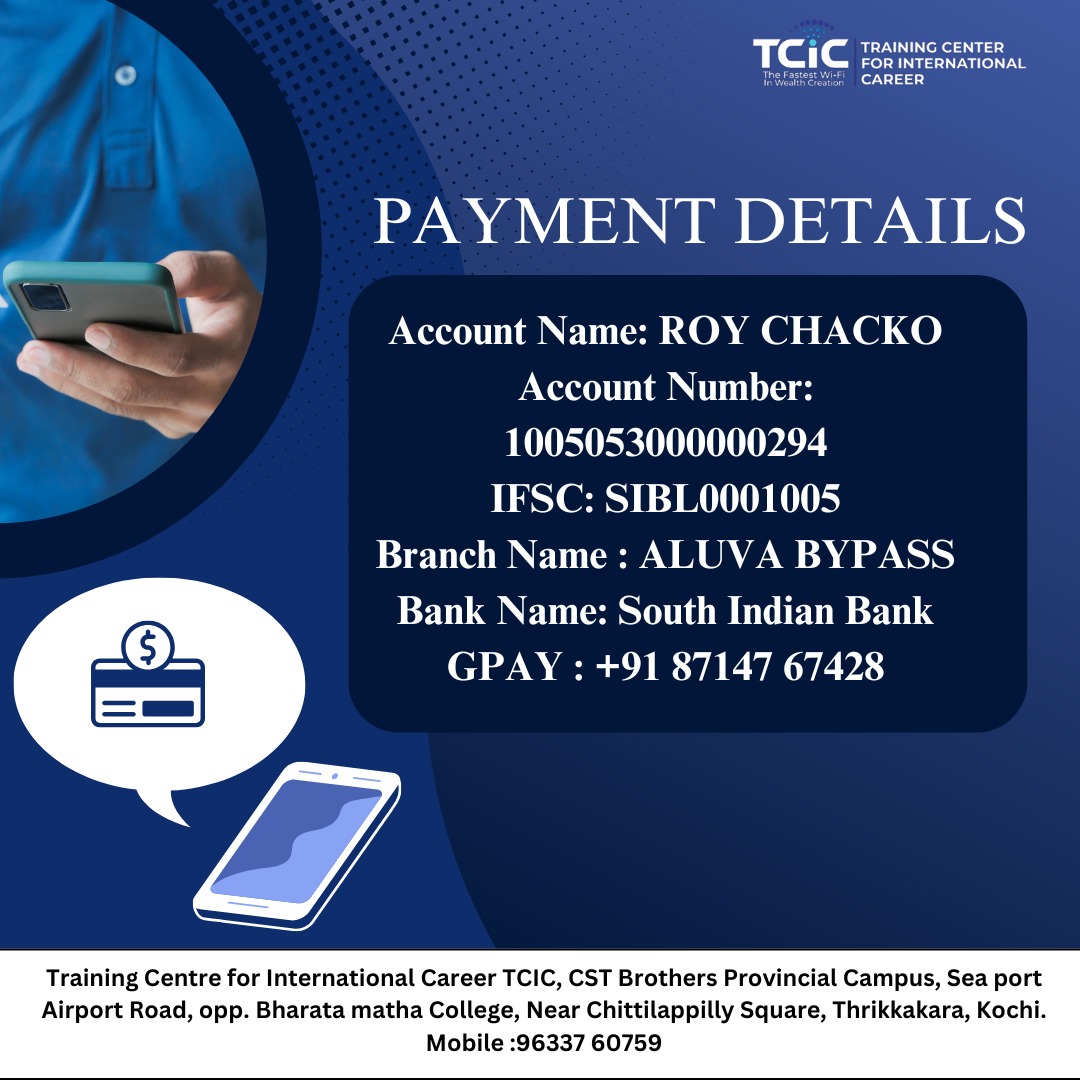 TCiC
The Fastest Wi-Fi
In Wealth Creation
TRAINING CENTER
FOR INTERNATIONAL
CAREER
PAYMENT DETAILS
Account Name: ROY CHACKO
Account Number:
1005053000000294
IFSC: SIBL0001005
Branch Name : ALUVA BYPASS
Bank Name: South Indian Bank
GPAY : +91 87147 67428
$
Training Centre for International Career TCIC, CST Brothers Provincial Campus, Sea port
Airport Road, opp. Bharata matha College, Near Chittilappilly Square, Thrikkakara, Kochi.
Mobile :96337 60759